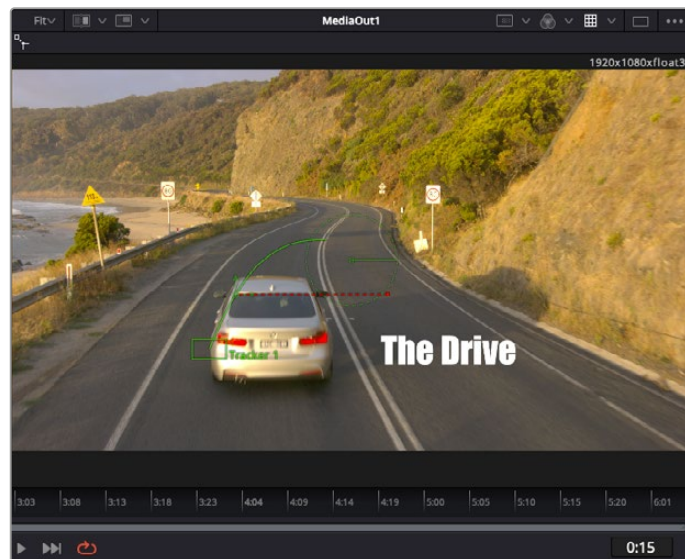 Fit MediaOut1
1920x1080xfloat3
Tracker 1
The Drive
3:03 3:08 3:13 3:18 3:23 4:04 4:09 4:14 4:19 5:00 5:05 5:10 5:15 5:20 6:01
0:15